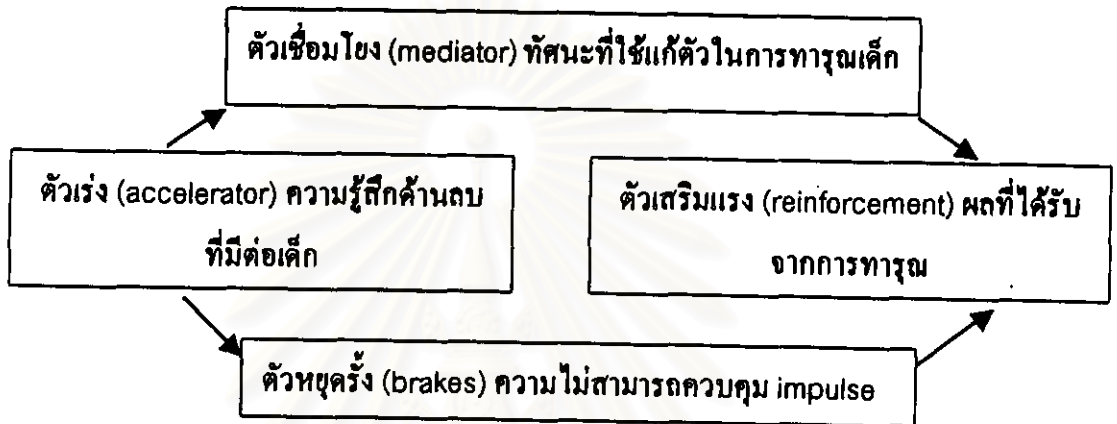 ตัวเชื่อมโยง (mediator) ทัศนะที่ใช้แก้ตัวในการทารุณเด็ก
ตัวเร่ง (accelerator) ความรู้สึกด้านลบ
ที่มีต่อเด็ก
ตัวเสริมแรง (reinforcement) ผลที่ได้รับ
จากการทารุณ
ตัวหยุดรั้ง (brakes) ความไม่สามารถควบคุม impulse